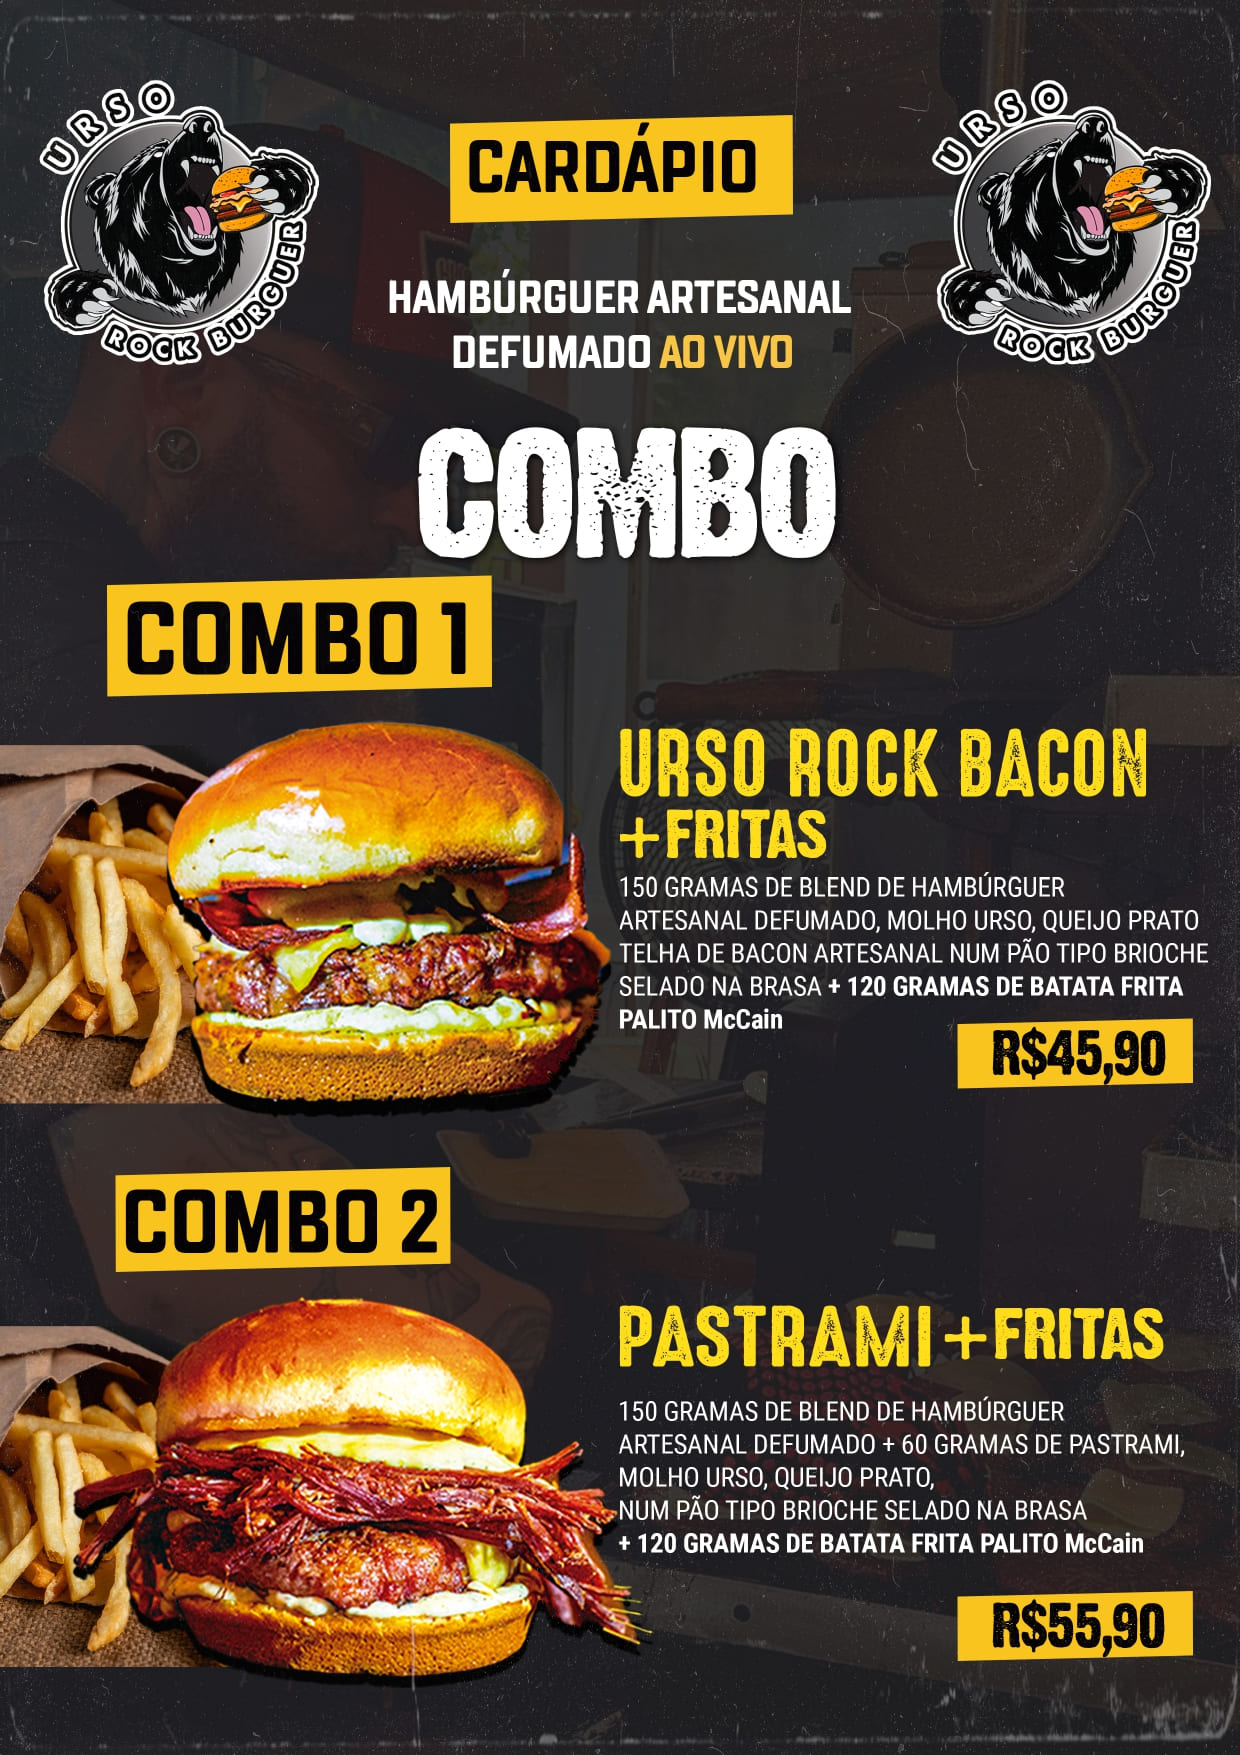 URSO
ROCK BURGUER
CARDÁPIO
URSO
ROCK BURGUER
HAMBÚRGUER ARTESANAL
DEFUMADO AO VIVO
COMBO
COMBO 1
URSO ROCK BACON
+FRITAS
150 GRAMAS DE BLEND DE HAMBÚRGUER
ARTESANAL DEFUMADO, MOLHO URSO, QUEIJO PRATO
TELHA DE BACON ARTESANAL NUM PÃO TIPO BRIOCHE
SELADO NA BRASA + 120 GRAMAS DE BATATA FRITA
PALITO McCain
R$45,90
COMBO 2
PASTRAMI +FRITAS
150 GRAMAS DE BLEND DE HAMBÚRGUER
ARTESANAL DEFUMADO + 60 GRAMAS DE PASTRAMI,
MOLHO URSO, QUEIJO PRATO,
NUM PÃO TIPO BRIOCHE SELADO NA BRASA
+ 120 GRAMAS DE BATATA FRITA PALITO McCain
R$55,90